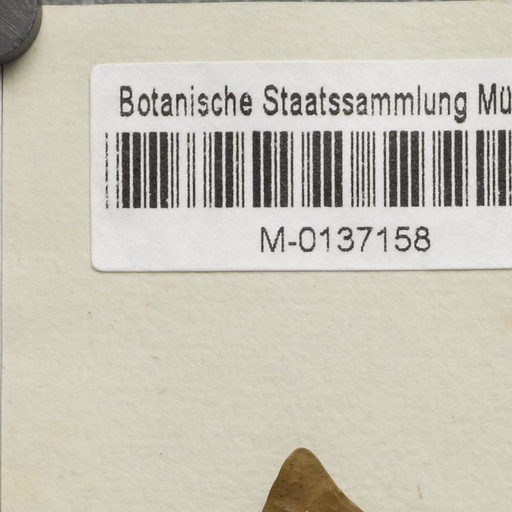 Botanische Staatssammlung Mü
M-0137158